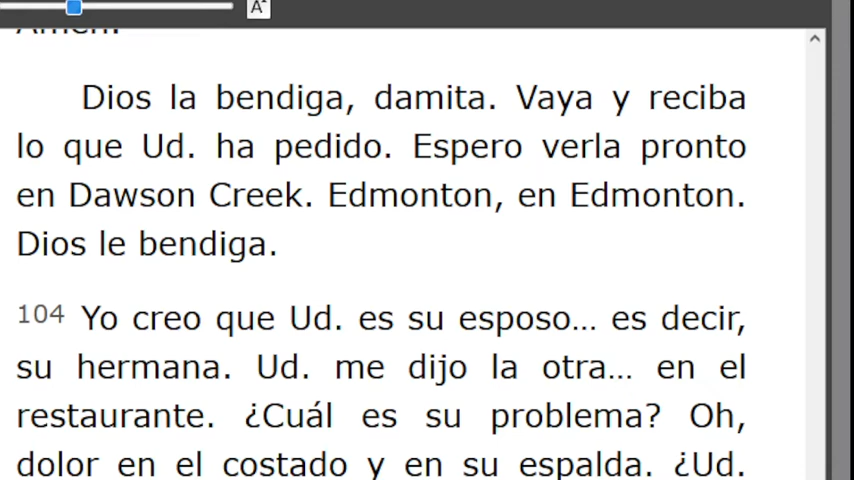 Amén.
Dios la bendiga, damita. Vaya y reciba
lo que Ud. ha pedido. Espero verla pronto
en Dawson Creek. Edmonton, en Edmonton.
Dios le bendiga.
104 Yo creo que Ud. es su esposo… es decir,
su hermana. Ud. me dijo la otra… en el
restaurante. ¿Cuál es su problema? Oh,
dolor en el costado y en su espalda. ¿Ud.